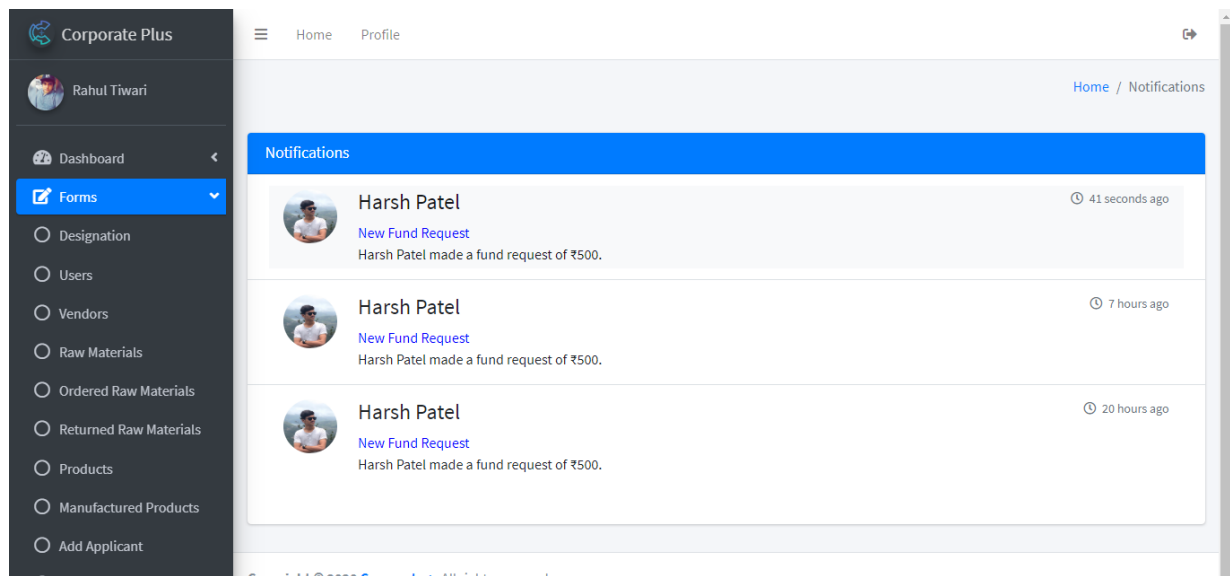 Corporate Plus
Home Profile
Rahul Tiwari
Home / Notifications
Dashboard
Forms
Designation
Users
Vendors
Raw Materials
Ordered Raw Materials
Returned Raw Materials
Products
Manufactured Products
Add Applicant
Notifications
Harsh Patel
41 seconds ago
New Fund Request
Harsh Patel made a fund request of ₹500.
Harsh Patel
7 hours ago
New Fund Request
Harsh Patel made a fund request of ₹500.
Harsh Patel
20 hours ago
New Fund Request
Harsh Patel made a fund request of ₹500.